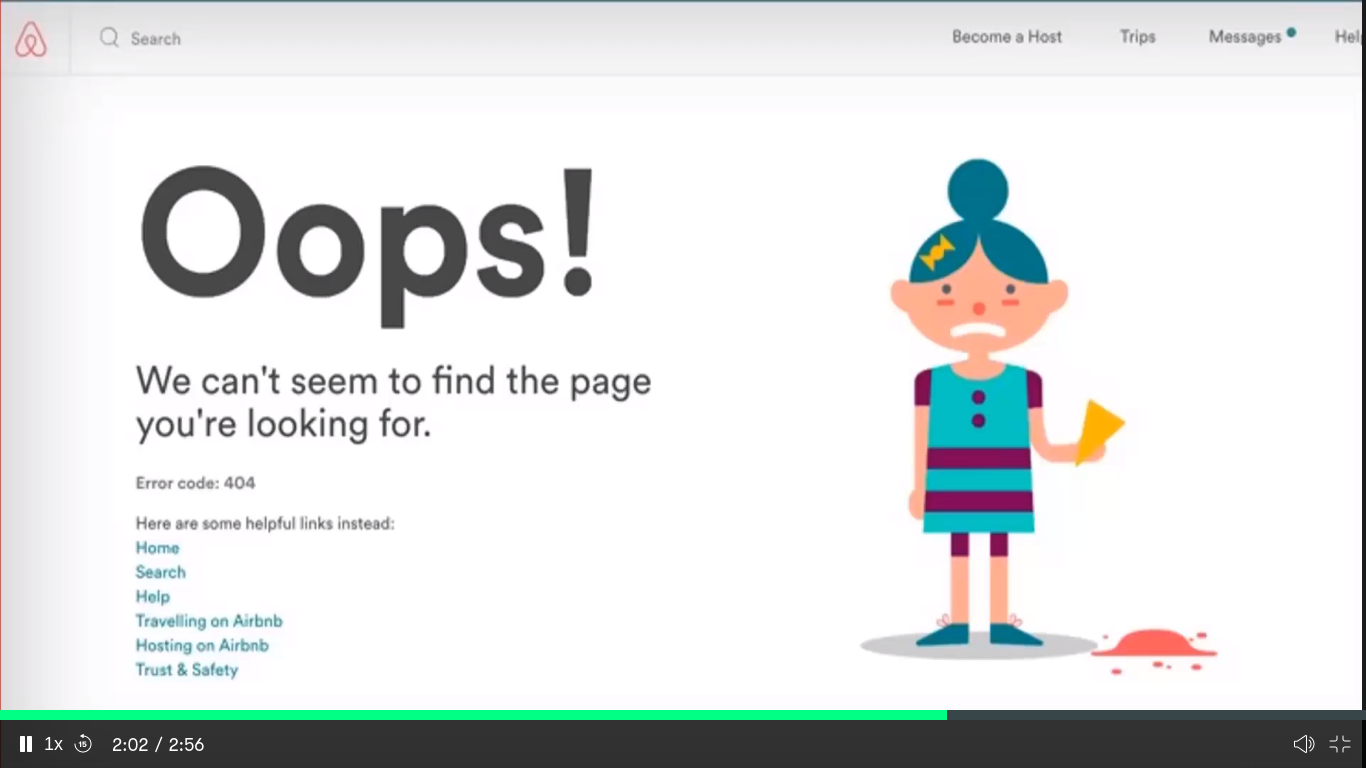 Search
Become a Host
Trips
Messages
Oops!
We can't seem to find the page
you're looking for.
Error code: 404
Here are some helpful links instead:
Home
Search
Help
Travelling on Airbnb
Hosting on Airbnb
Trust & Safety
1x
15
2:02 / 2:56